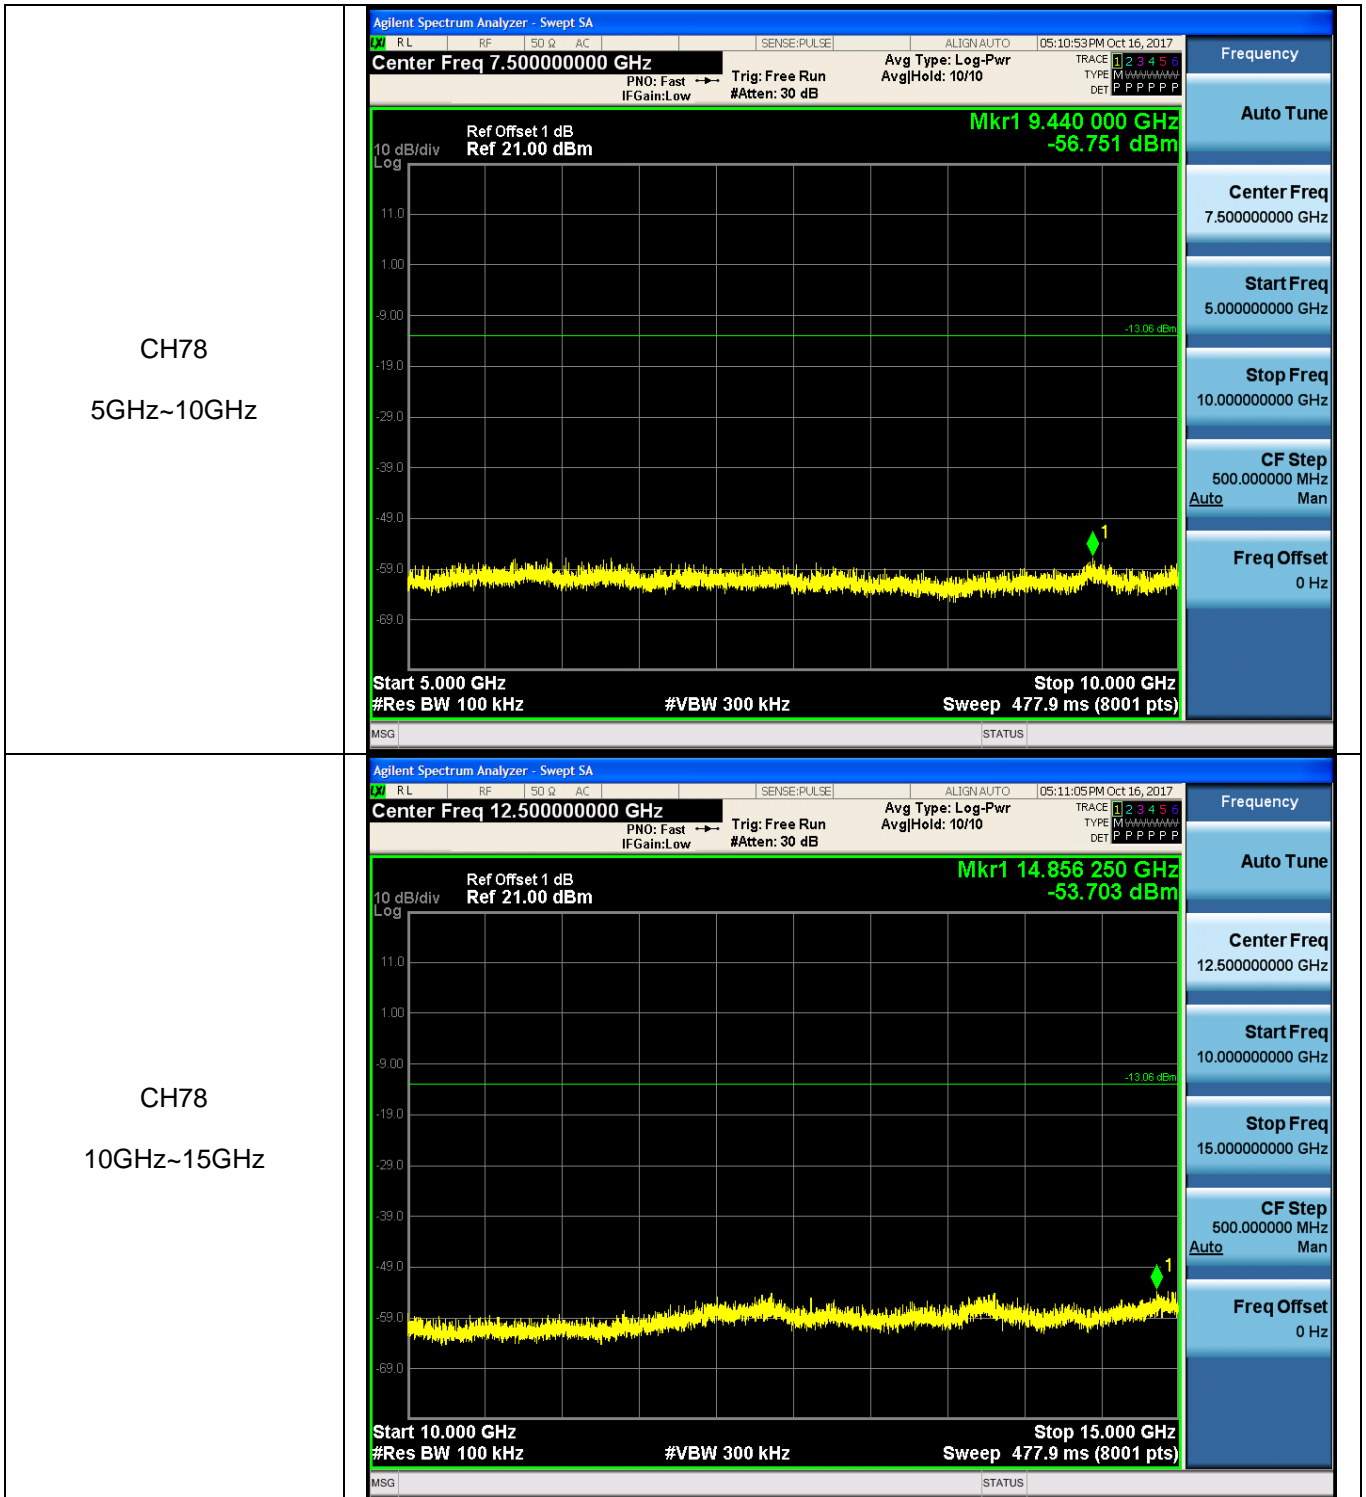 CH78
5GHz~10GHz
Agilent Spectrum Analyzer - Swept SA
LXI RL RF 50 Ω AC SENSE:PULSE ALIGN AUTO 05:10:53 PM Oct 16, 2017
Center Freq 7.500000000 GHz
PNO: Fast
IFGain:Low
Trig: Free Run
#Atten: 30 dB
Avg Type: Log-Pwr
Avg|Hold: 10/10
TRACE 1 2 3 4 5 6
TYPE M
DET P P P P P P
Frequency
Mkr1 9.440 000 GHz
-56.751 dBm
Ref Offset 1 dB
10 dB/div Ref 21.00 dBm
Log
11.0
1.00
-9.00
-13.06 dBm
-19.0
-29.0
-39.0
-49.0
1
-59.0
-69.0
Start 5.000 GHz Stop 10.000 GHz
#Res BW 100 kHz #VBW 300 kHz Sweep 477.9 ms (8001 pts)
MSG STATUS
Auto Tune
Center Freq
7.500000000 GHz
Start Freq
5.000000000 GHz
Stop Freq
10.000000000 GHz
CF Step
500.000000 MHz
Auto Man
Freq Offset
0 Hz
CH78
10GHz~15GHz
Agilent Spectrum Analyzer - Swept SA
LXI RL RF 50 Ω AC SENSE:PULSE ALIGN AUTO 05:11:05 PM Oct 16, 2017
Center Freq 12.500000000 GHz
PNO: Fast
IFGain:Low
Trig: Free Run
#Atten: 30 dB
Avg Type: Log-Pwr
Avg|Hold: 10/10
TRACE 1 2 3 4 5 6
TYPE M
DET P P P P P P
Frequency
Mkr1 14.856 250 GHz
-53.703 dBm
Ref Offset 1 dB
10 dB/div Ref 21.00 dBm
Log
11.0
1.00
-9.00
-13.06 dBm
-19.0
-29.0
-39.0
-49.0
1
-59.0
-69.0
Start 10.000 GHz Stop 15.000 GHz
#Res BW 100 kHz #VBW 300 kHz Sweep 477.9 ms (8001 pts)
MSG STATUS
Auto Tune
Center Freq
12.500000000 GHz
Start Freq
10.000000000 GHz
Stop Freq
15.000000000 GHz
CF Step
500.000000 MHz
Auto Man
Freq Offset
0 Hz